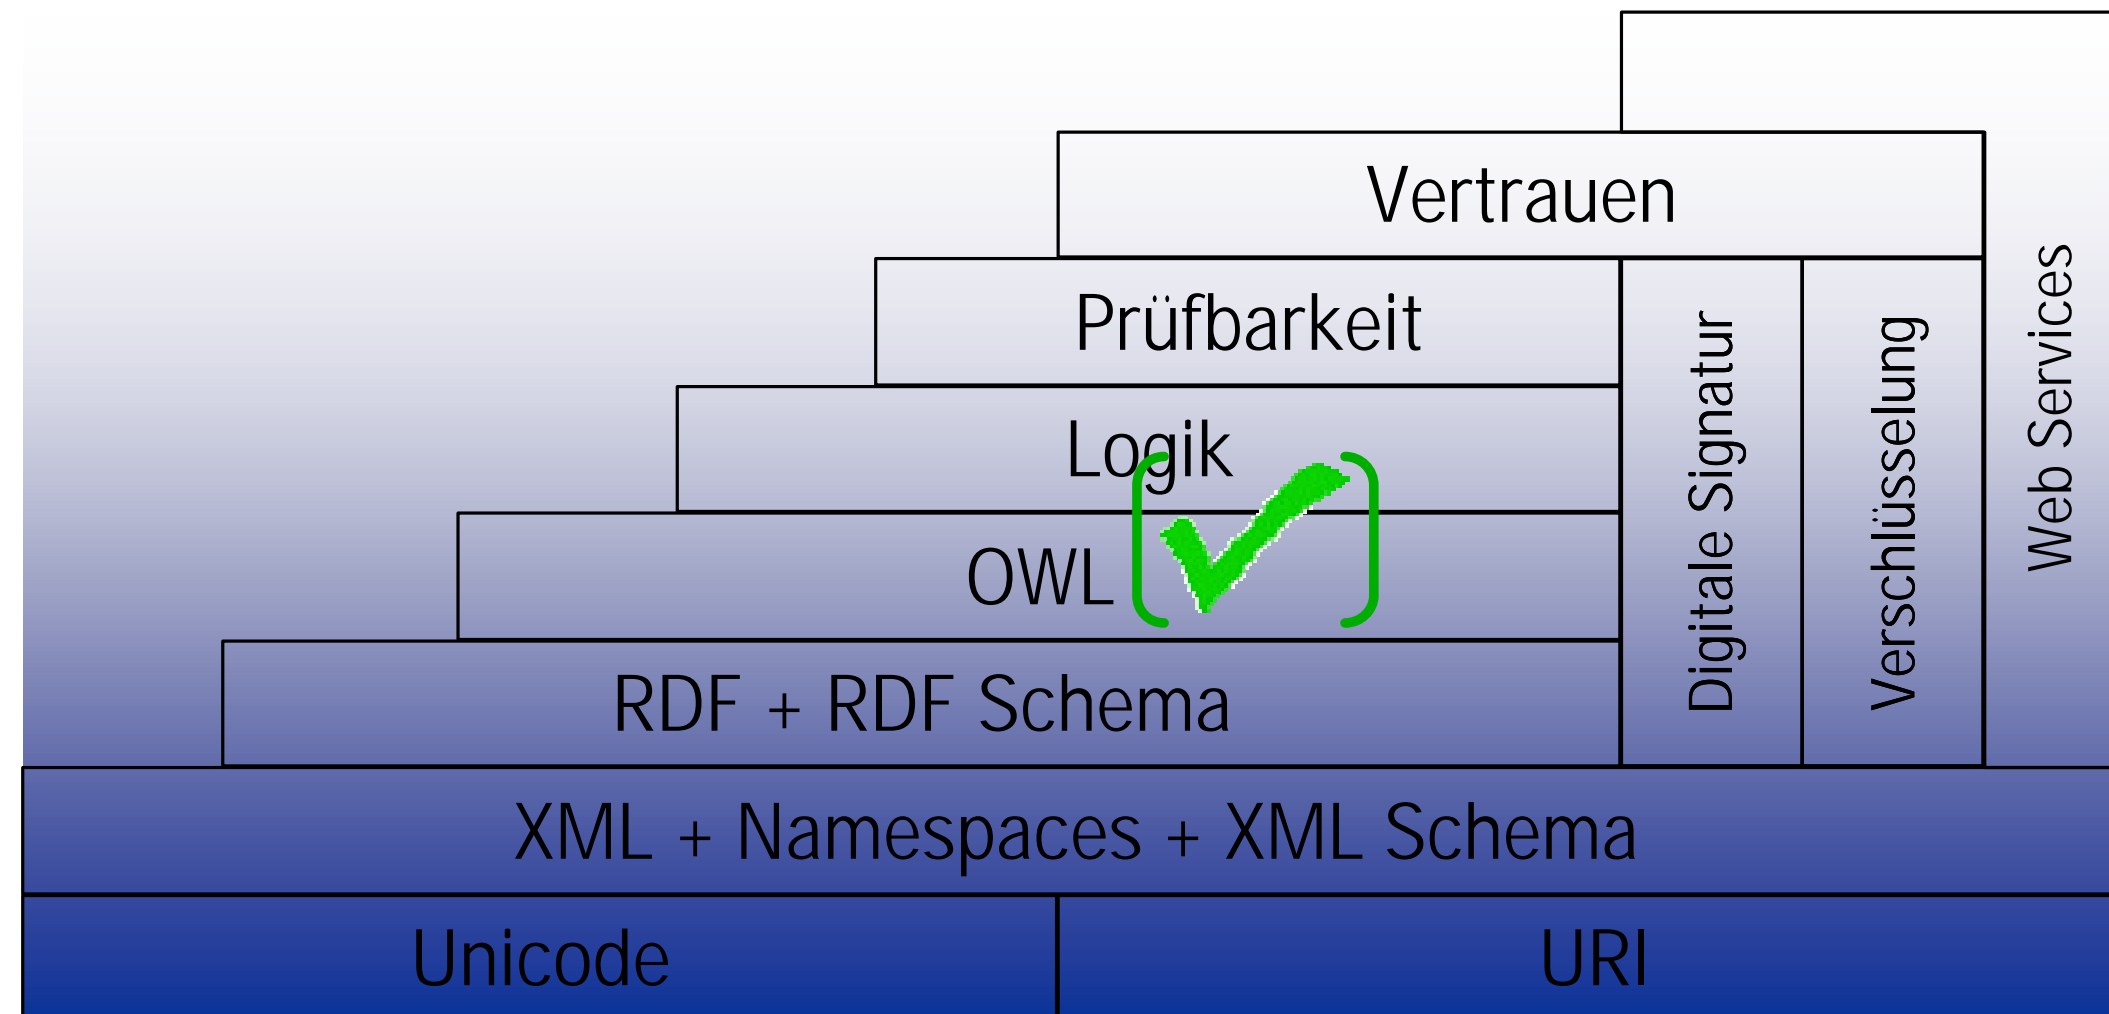 Vertrauen
Prüfbarkeit
Logik
OWL
RDF + RDF Schema
Digitale Signatur
Verschlüsselung
Web Services
XML + Namespaces + XML Schema
Unicode
URI